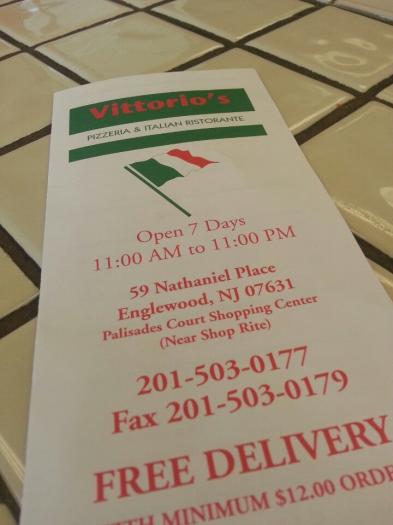 Vittorio's
PIZZERIA & ITALIAN RISTORANTE
Open 7 Days
11:00 AM to 11:00 PM
59 Nathaniel Place
Englewood, NJ 07631
Palisades Court Shopping Center
(Near Shop Rite)
201-503-0177
Fax 201-503-0179
FREE DELIVERY
MINIMUM $12.00